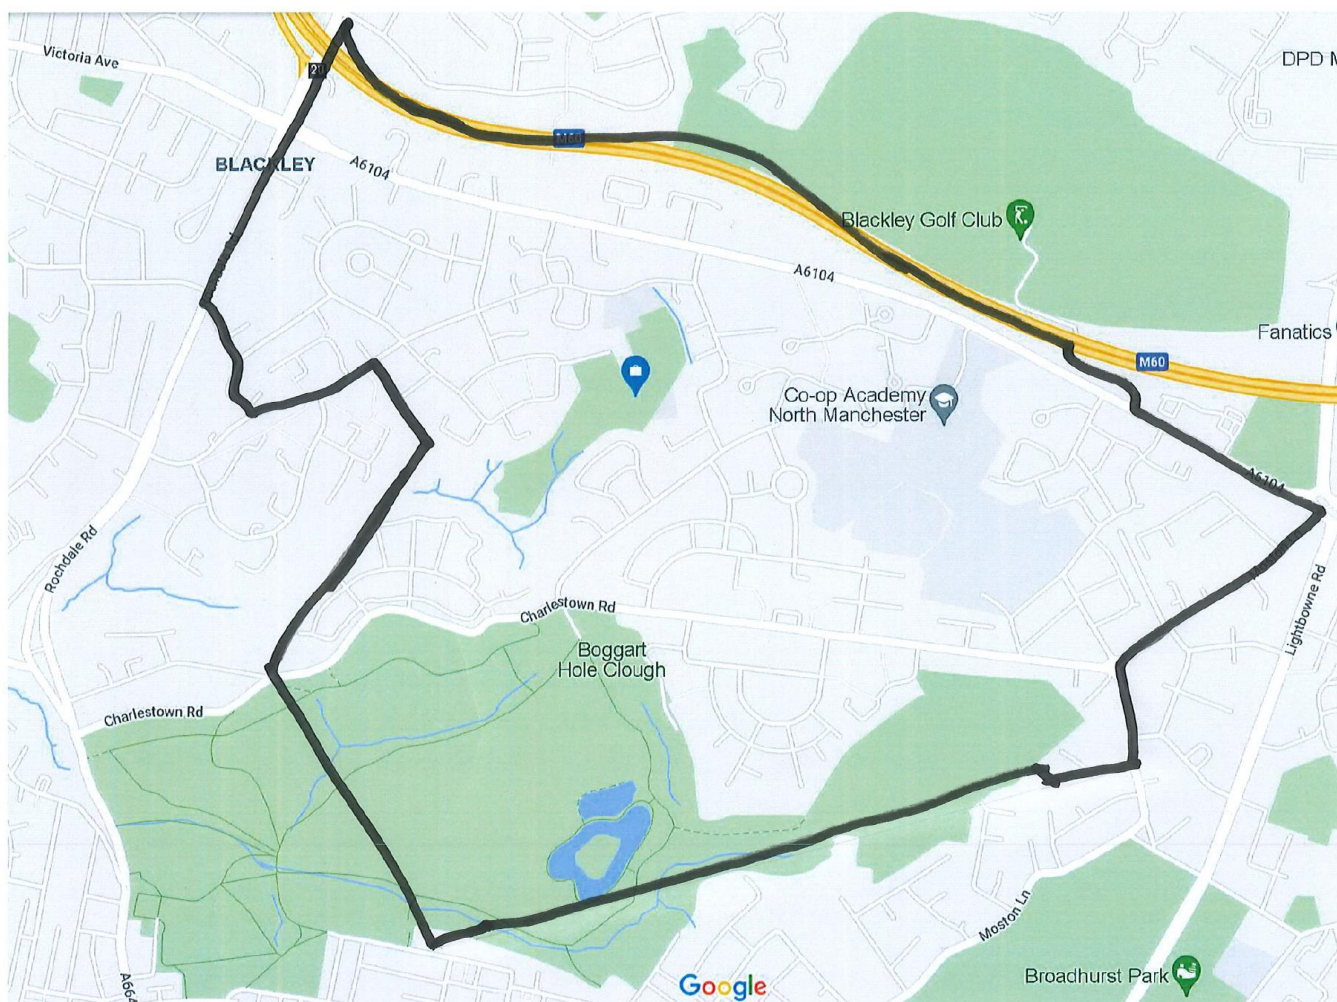 Victoria Ave
DPD
BLACKLEY
A6104
M60
Blackley Golf Club
A6104
Fanatics
M60
Co-op Academy
North Manchester
A6104
Rochdale Rd
Charlestown Rd
Lightbowne Rd
Boggart
Hole Clough
Charlestown Rd
Moston Ln
Broadhurst Park
A664
Google